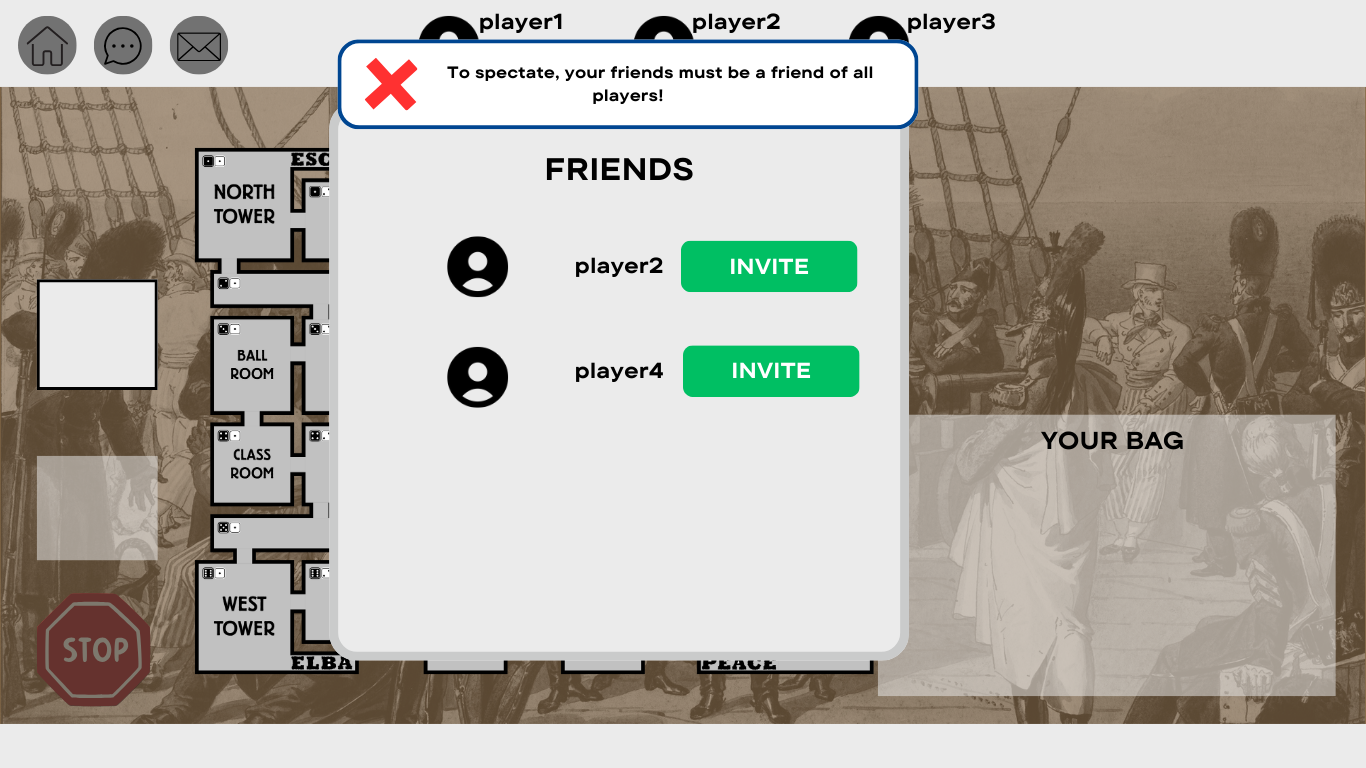 player1
player2
player3
To spectate, your friends must be a friend of all
players!
FRIENDS
player2
INVITE
player4
INVITE
ESC
NORTH
TOWER
BALL
ROOM
CLASS
ROOM
WEST
TOWER
ELBA
PEACE
STOP
YOUR BAG